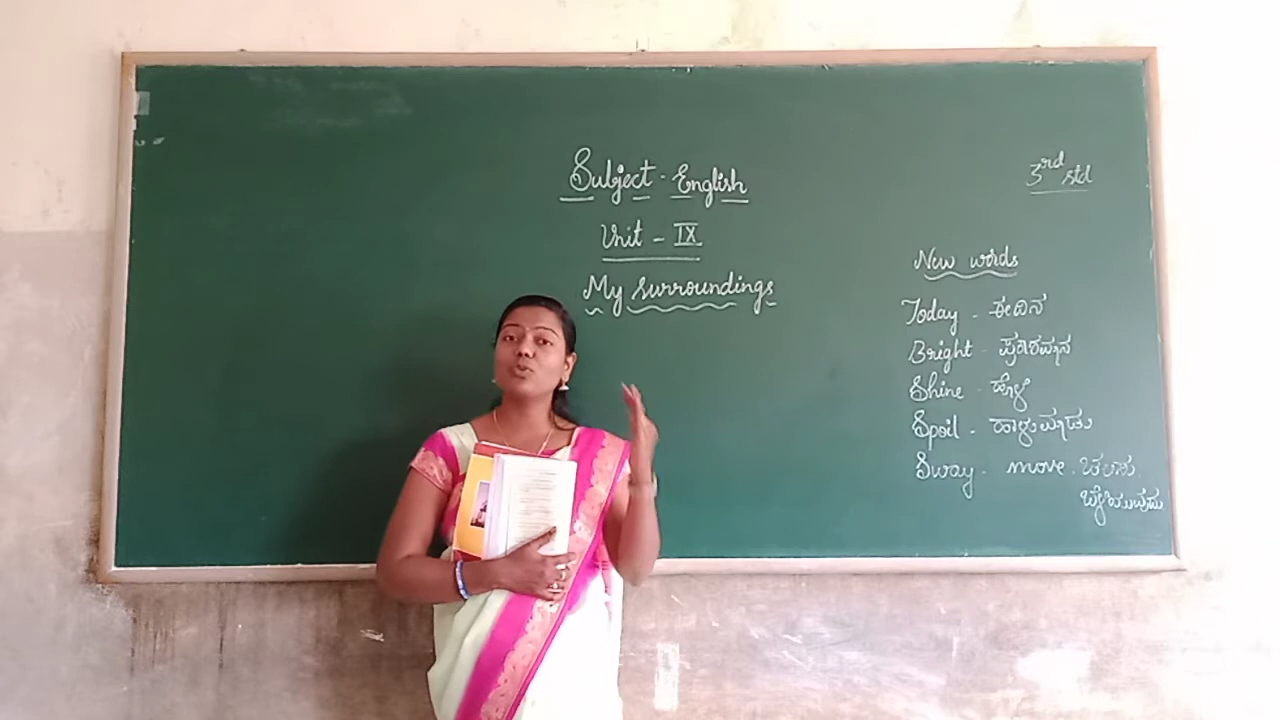 Subject - English
Unit - IX
My surroundings
3rd std
New words
Today - ಈದಿನ
Bright - ಪ್ರಕಾಶಮಾನ
Shine - ಹೊಳೆ
Spoil - ಹಾಳುಮಾಡು
Sway - move -